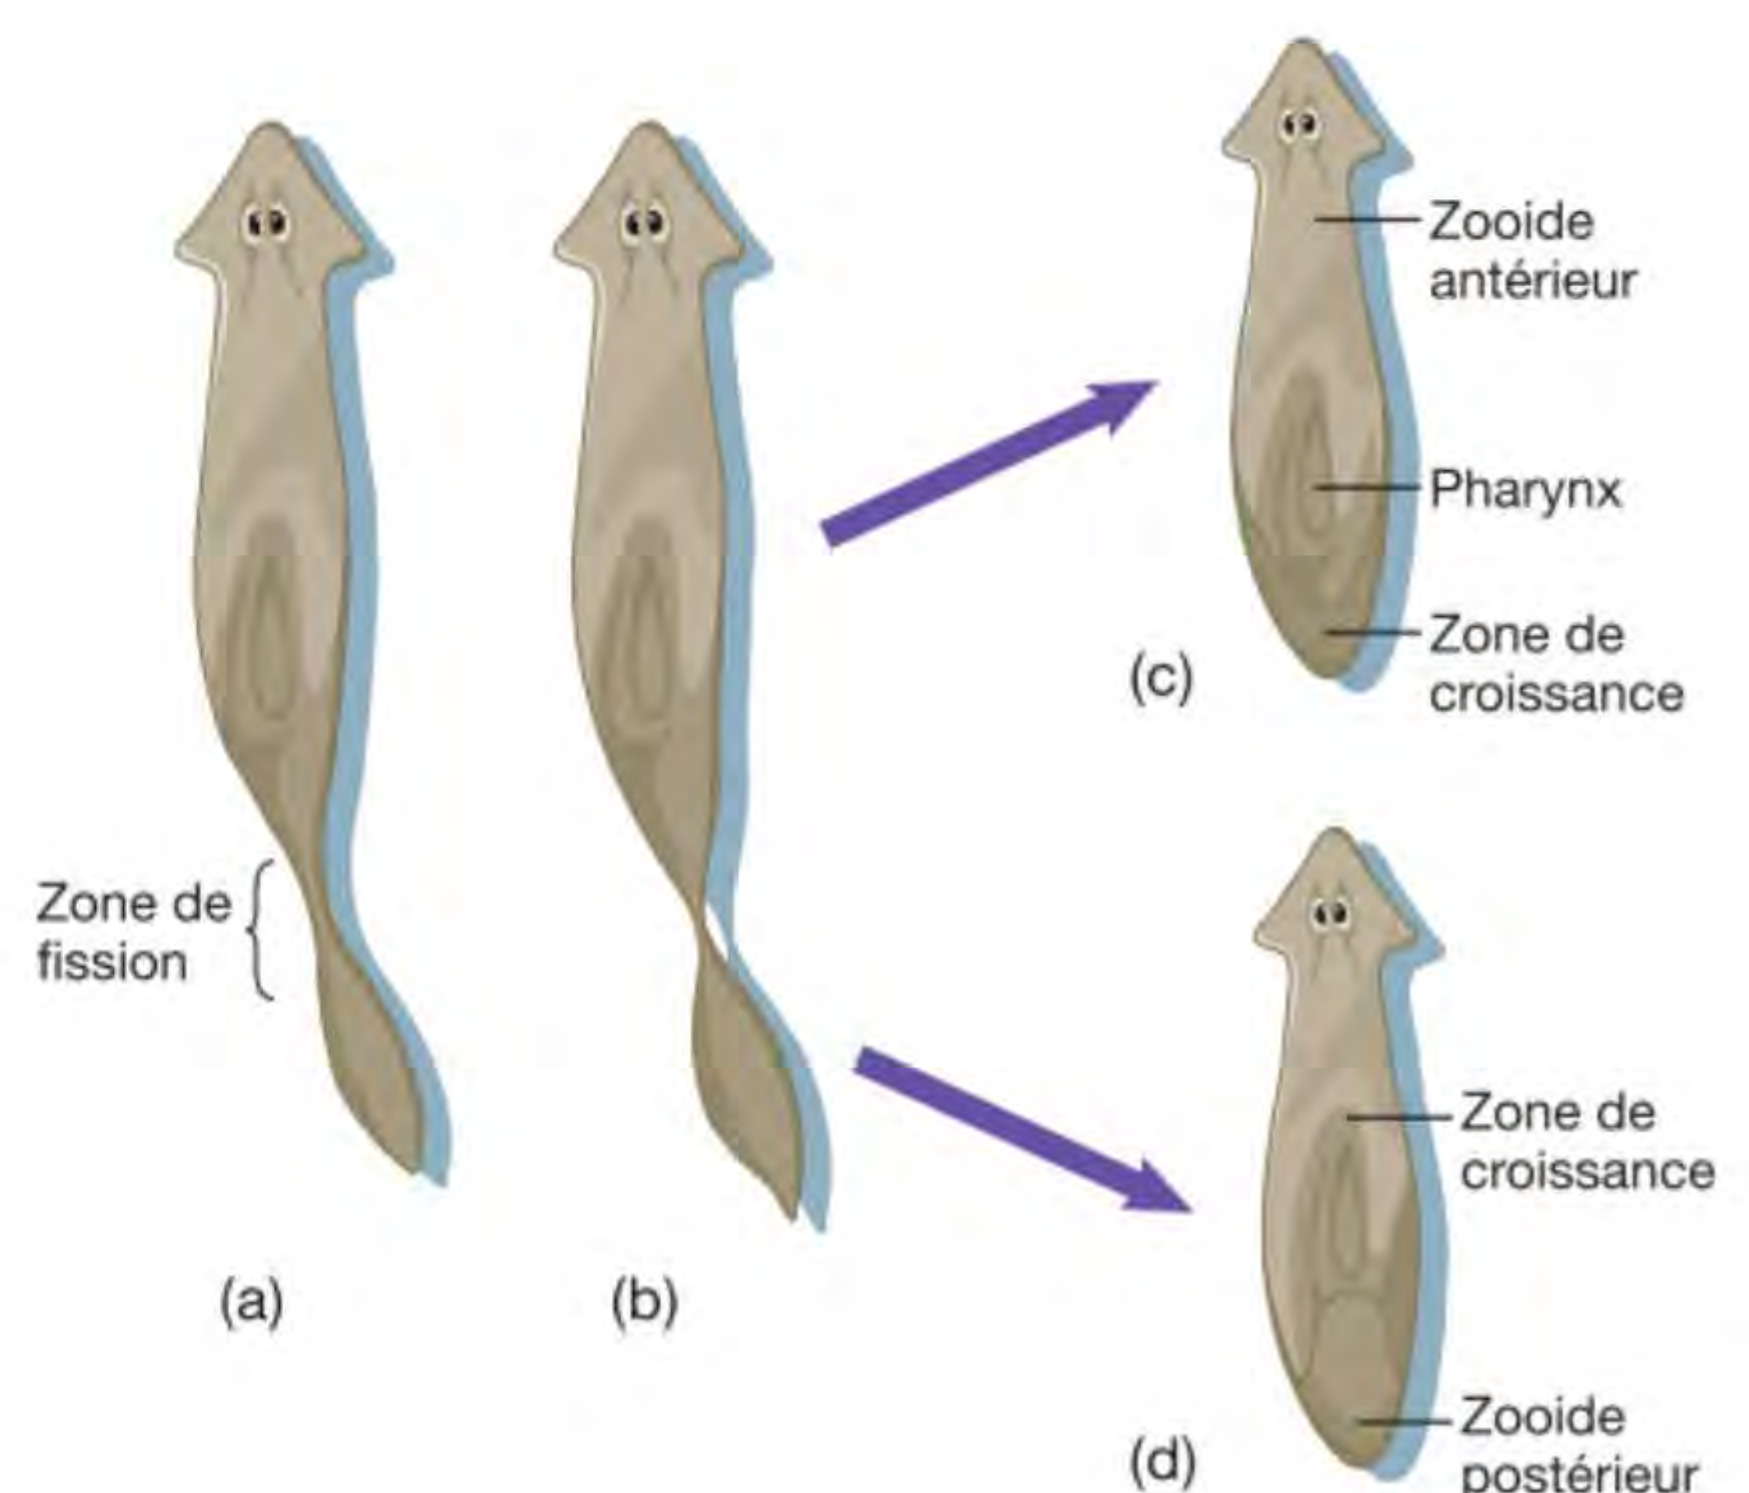 Zone de
fission
(a)
(b)
Zooide
antérieur
Pharynx
Zone de
croissance
(c)
Zone de
croissance
Zooide
postérieur
(d)